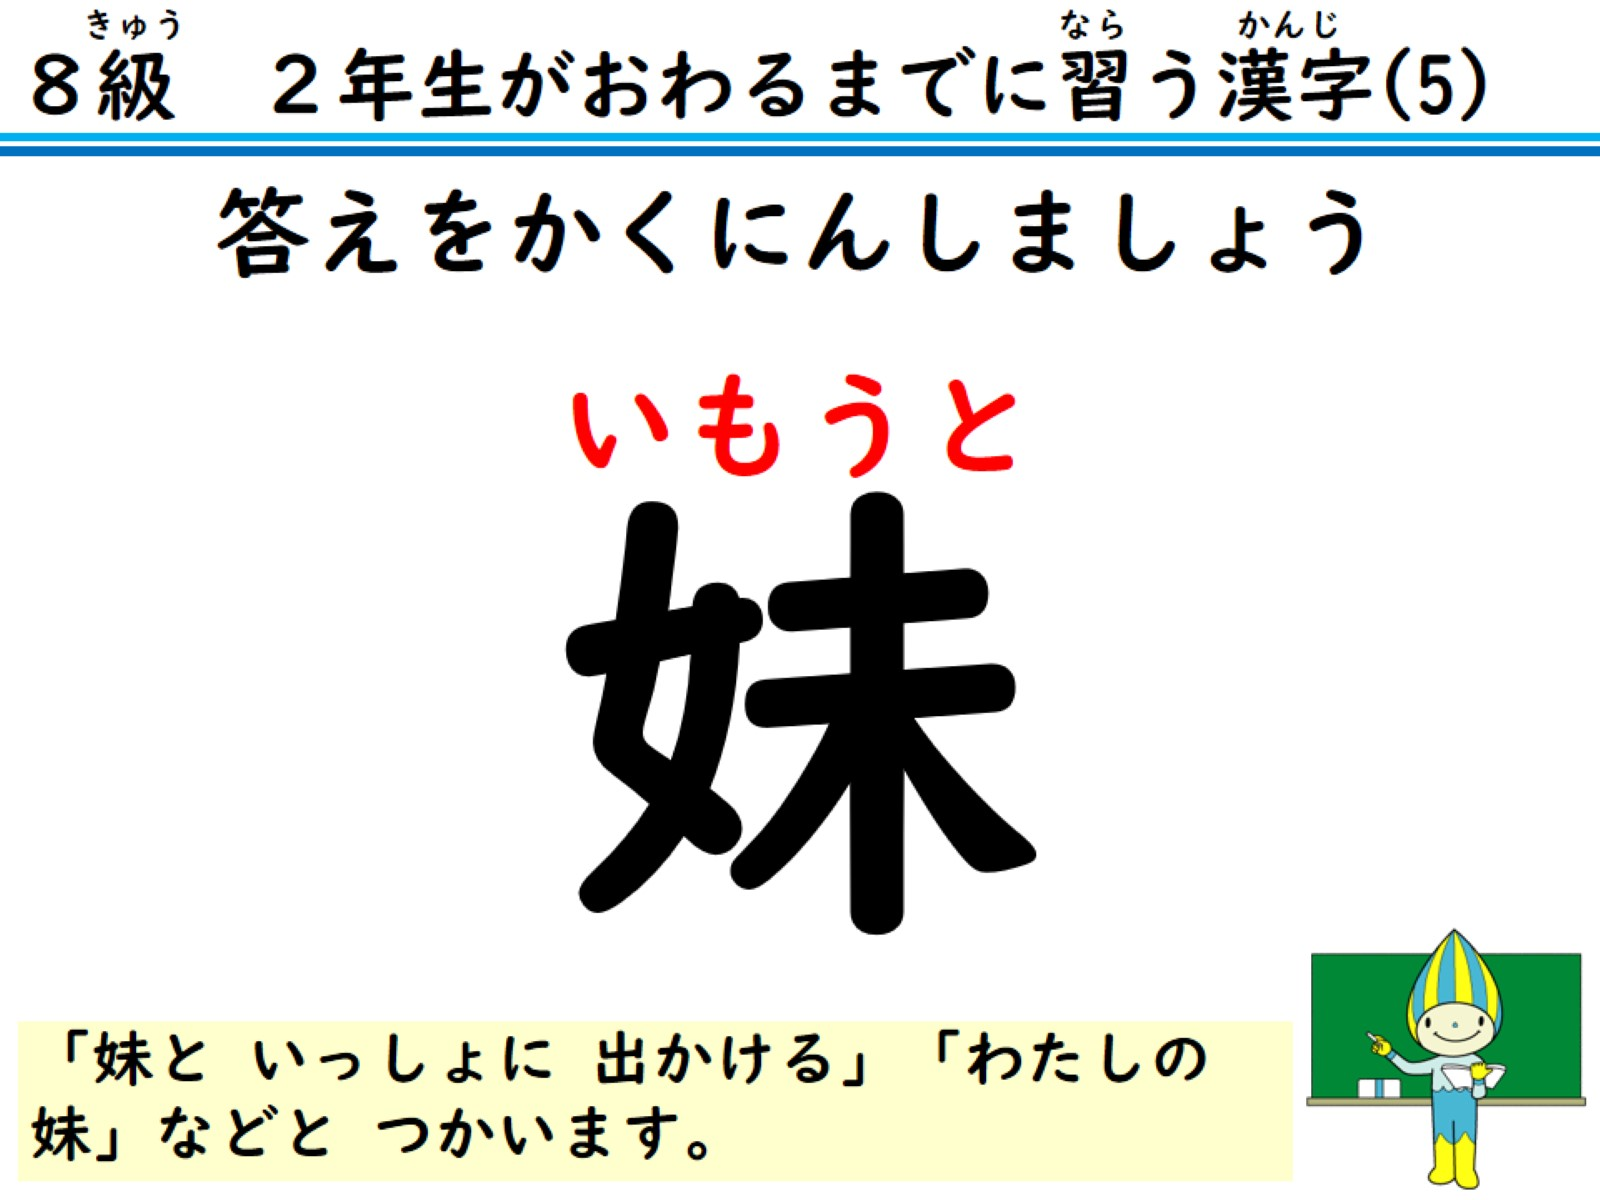 きゅう なら かんじ
８級　２年生がおわるまでに習う漢字(5)
答えをかくにんしましょう
いもうと
妹
「妹と いっしょに 出かける」「わたしの
妹」などと つかいます。